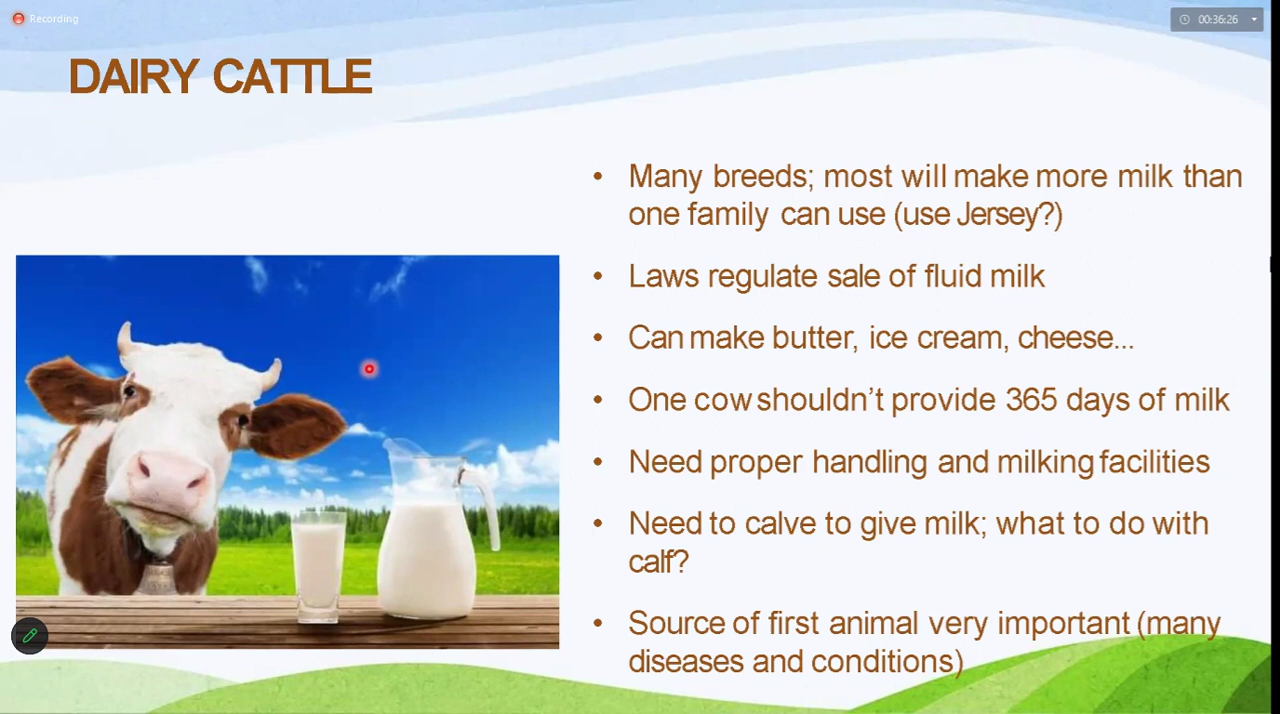 Recording
00:36:26
DAIRY CATTLE
• Many breeds; most will make more milk than
one family can use (use Jersey?)
• Laws regulate sale of fluid milk
• Can make butter, ice cream, cheese...
• One cow shouldn't provide 365 days of milk
• Need proper handling and milking facilities
• Need to calve to give milk; what to do with
calf?
• Source of first animal very important (many
diseases and conditions)